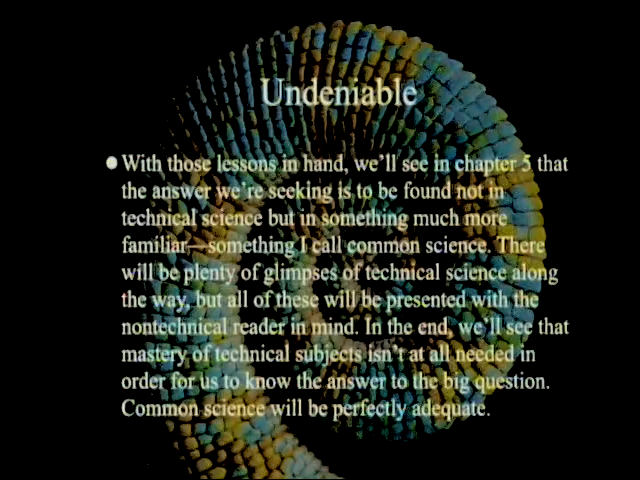 Undeniable
With those lessons in hand, we'll see in chapter 5 that
the answer we're seeking is to be found not in
technical science but in something much more
familiar—something I call common science. There
will be plenty of glimpses of technical science along
the way, but all of these will be presented with the
nontechnical reader in mind. In the end, we'll see that
mastery of technical subjects isn't at all needed in
order for us to know the answer to the big question.
Common science will be perfectly adequate.